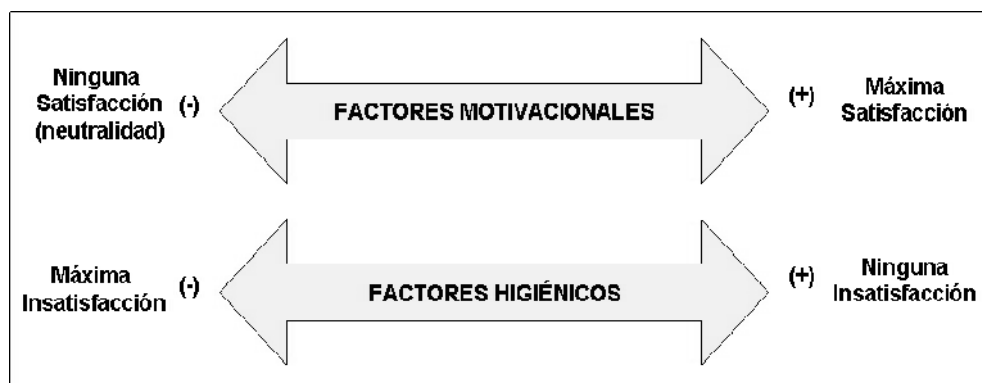 Ninguna
Satisfacción (-)
(neutralidad)
FACTORES MOTIVACIONALES
(+) Máxima
Satisfacción
Máxima (-)
Insatisfacción
FACTORES HIGIÉNICOS
(+) Ninguna
Insatisfacción